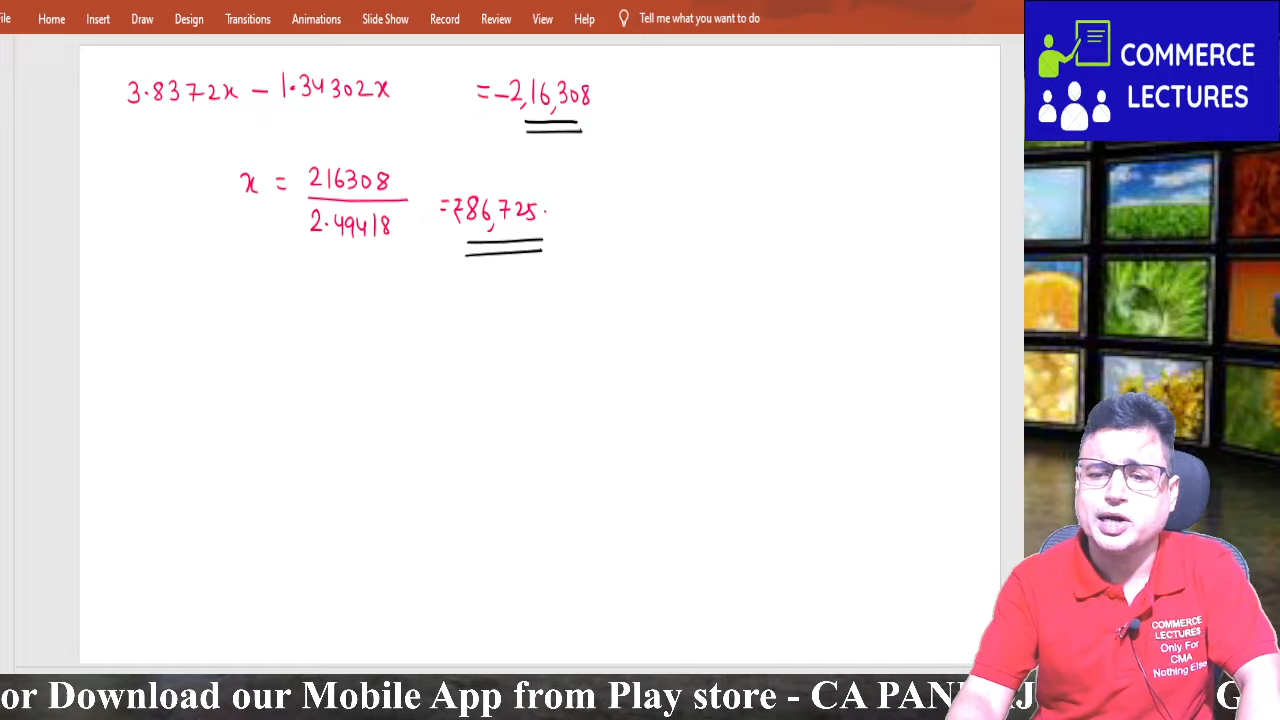 File Home Insert Draw Design Transitions Animations Slide Show Record Review View Help Tell me what you want to do
COMMERCE
LECTURES
3.8372x - 1.34302x = -2,16,308
x = 216308
2.49418
= ₹86,725.
COMMERCE
LECTURES
Only For
CMA
Nothing Else
or Download our Mobile App from Play store - CA PAN